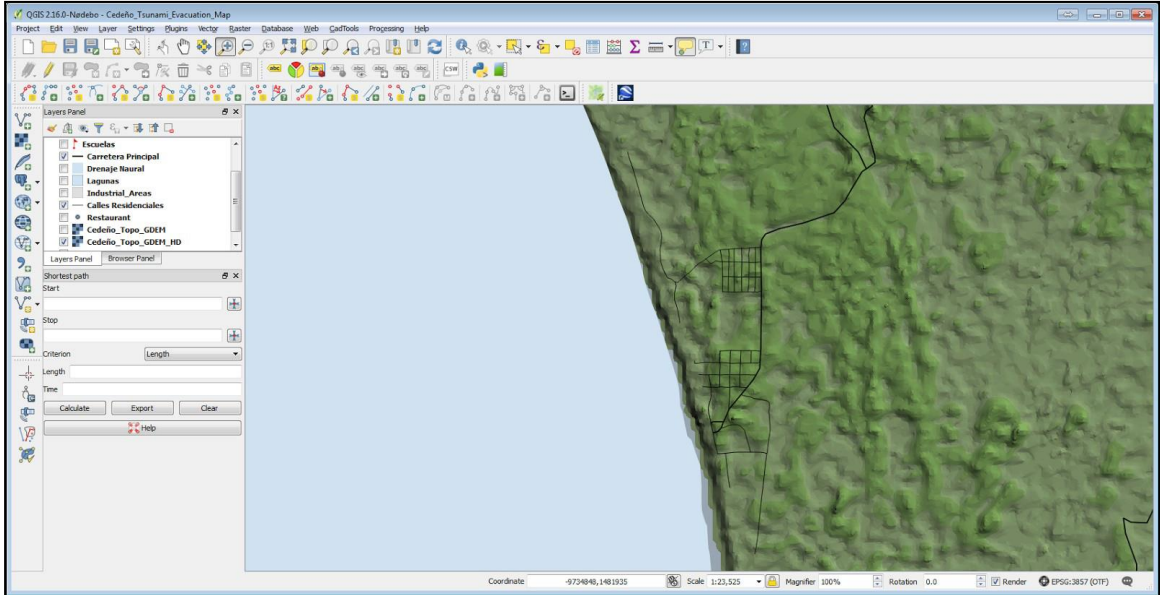 QGIS 2.16.0-Nødebo - Cedeño_Tsunami_Evacuation_Map
Project Edit View Layer Settings Plugins Vector Raster Database Web CadTools Processing Help
CSW
Layers Panel
Escuelas
Carretera Principal
Drenaje Naural
Lagunas
Industrial_Areas
Calles Residenciales
Restaurant
Cedeño_Topo_GDEM
Cedeño_Topo_GDEM_HD
Layers Panel Browser Panel
Shortest path
Start
Stop
Criterion Length
Length
Time
Calculate Export Clear
Help
Coordinate -9734848,1481935 Scale 1:23,525 Magnifier 100% Rotation 0.0 Render EPSG:3857 (OTF)